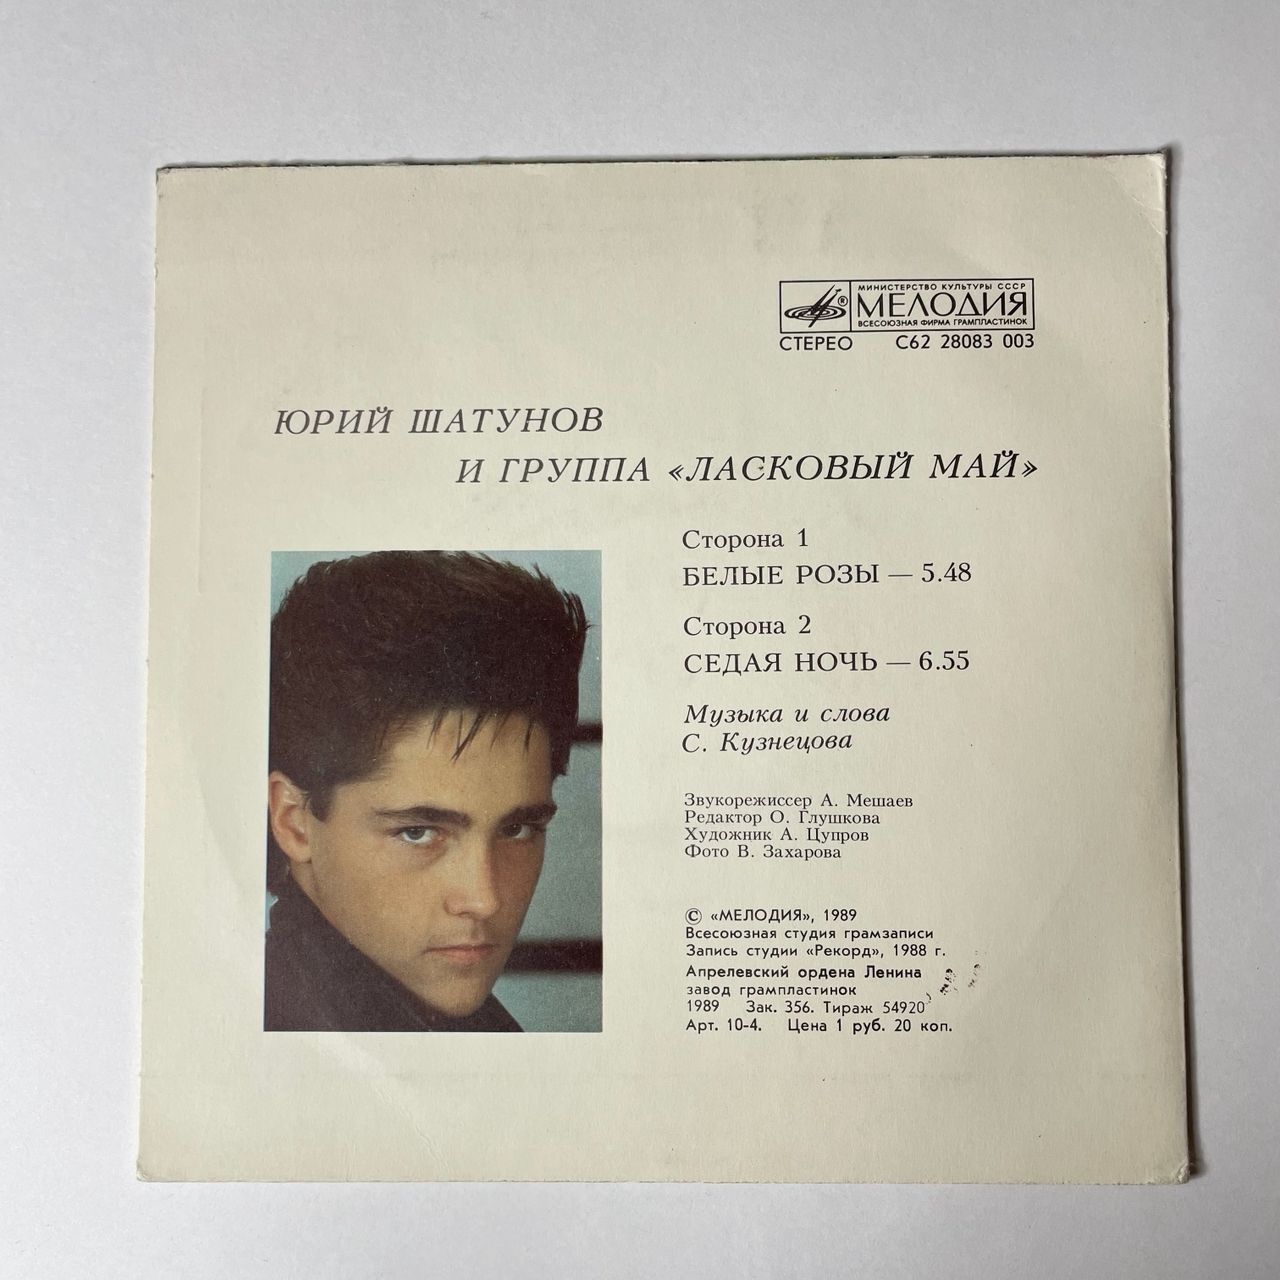 МИНИСТЕРСТВО КУЛЬТУРЫ СССР
МЕЛОДИЯ
ВСЕСОЮЗНАЯ ФИРМА ГРАМПЛАСТИНОК
СТЕРЕО С62 28083 003
ЮРИЙ ШАТУНОВ
И ГРУППА «ЛАСКОВЫЙ МАЙ»
Сторона 1
БЕЛЫЕ РОЗЫ — 5.48
Сторона 2
СЕДАЯ НОЧЬ — 6.55
Музыка и слова
С. Кузнецова
Звукорежиссер А. Мешаев
Редактор О. Глушкова
Художник А. Цупров
Фото В. Захарова
© «МЕЛОДИЯ», 1989
Всесоюзная студия грамзаписи
Запись студии «Рекорд», 1988 г.
Апрелевский ордена Ленина
завод грампластинок
1989 Зак. 356. Тираж 54920
Арт. 10-4. Цена 1 руб. 20 коп.